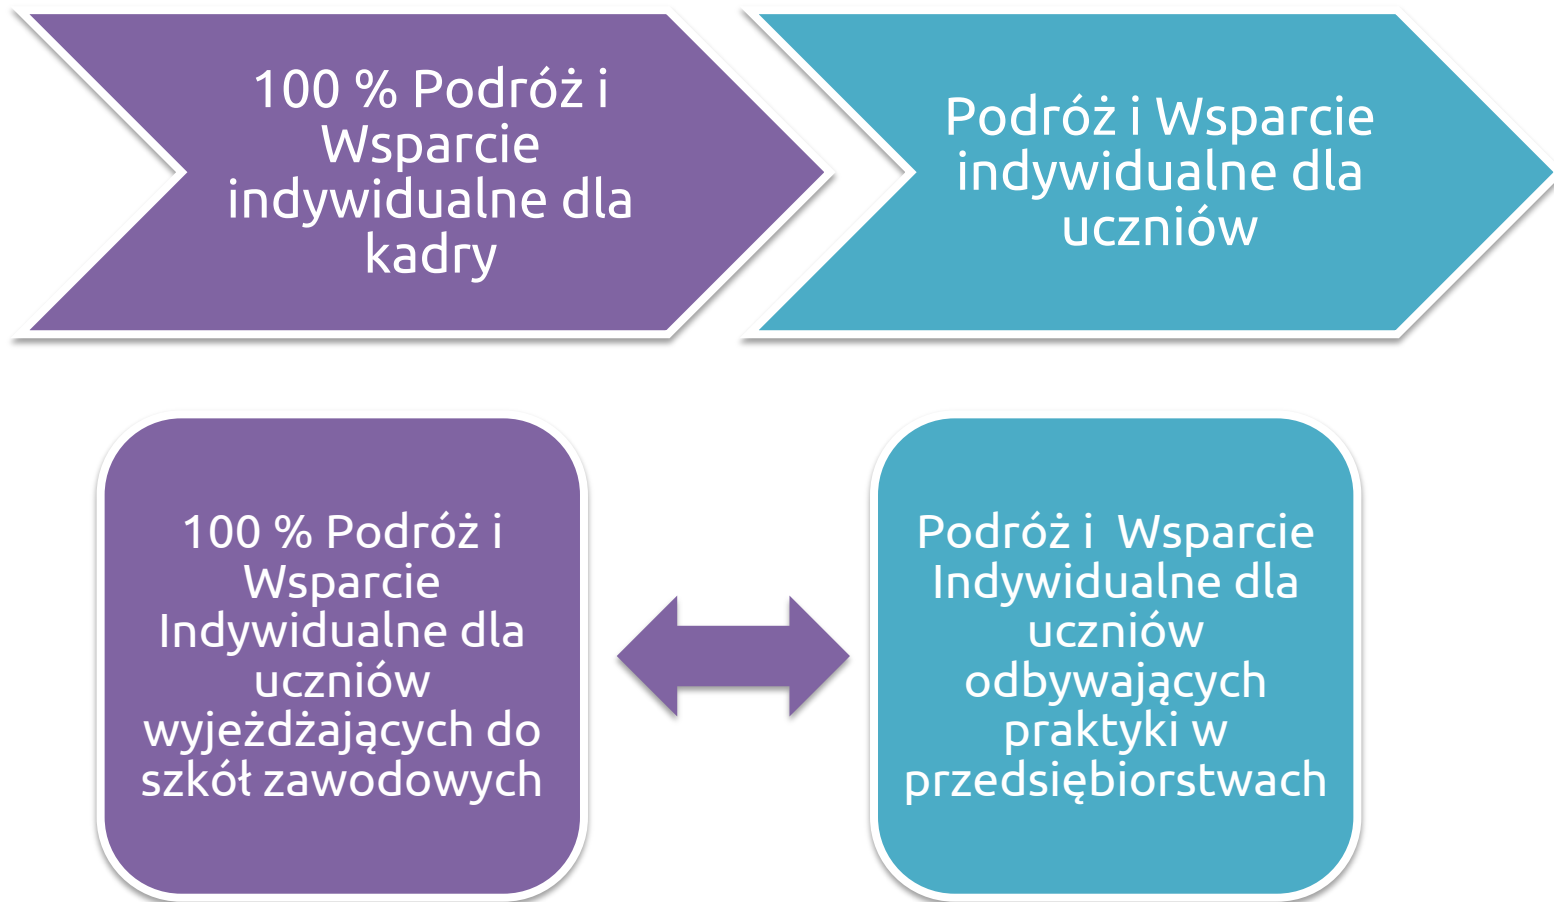 100 % Podróż i
Wsparcie
indywidualne dla
kadry
Podróż i Wsparcie
indywidualne dla
uczniów
100 % Podróż i
Wsparcie
Indywidualne dla
uczniów
wyjeżdżających do
szkół zawodowych
Podróż i  Wsparcie
Indywidualne dla
uczniów
odbywających
praktyki w
przedsiębiorstwach